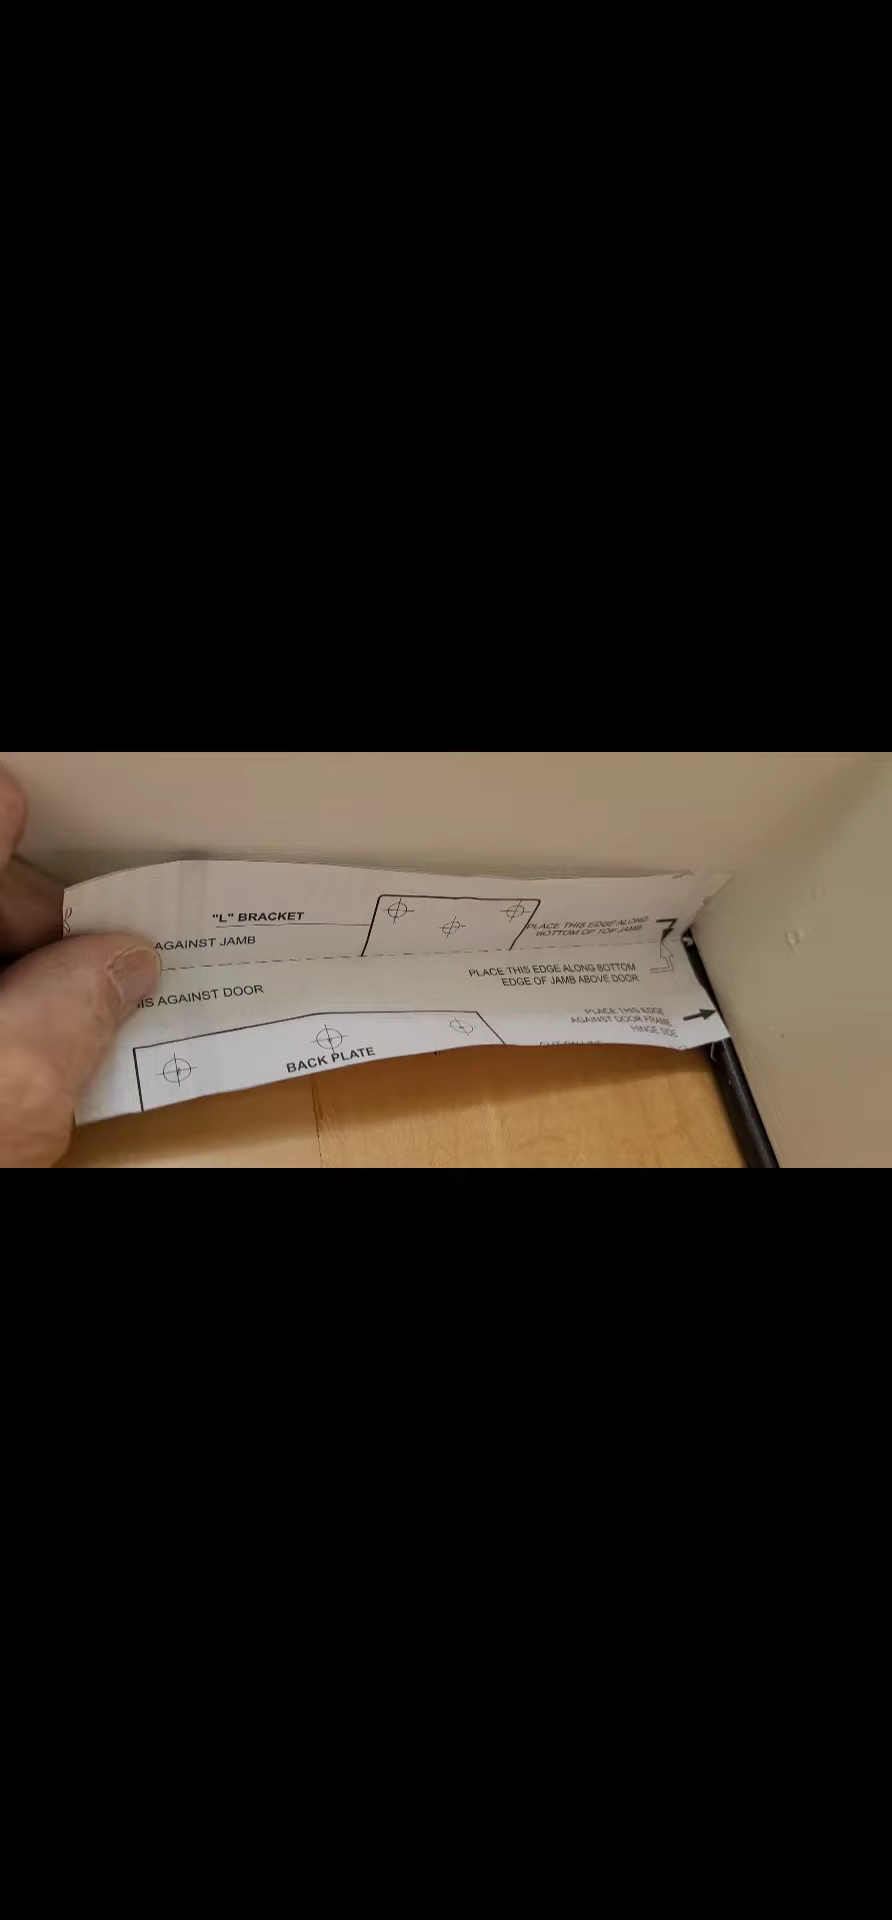 "L" BRACKET
AGAINST JAMB
PLACE THIS EDGE ALONG
BOTTOM OF TOP JAMB
PLACE THIS EDGE ALONG BOTTOM
EDGE OF JAMB ABOVE DOOR
IS AGAINST DOOR
PLACE THIS EDGE
AGAINST DOOR FRAME
HINGE SIDE
BACK PLATE